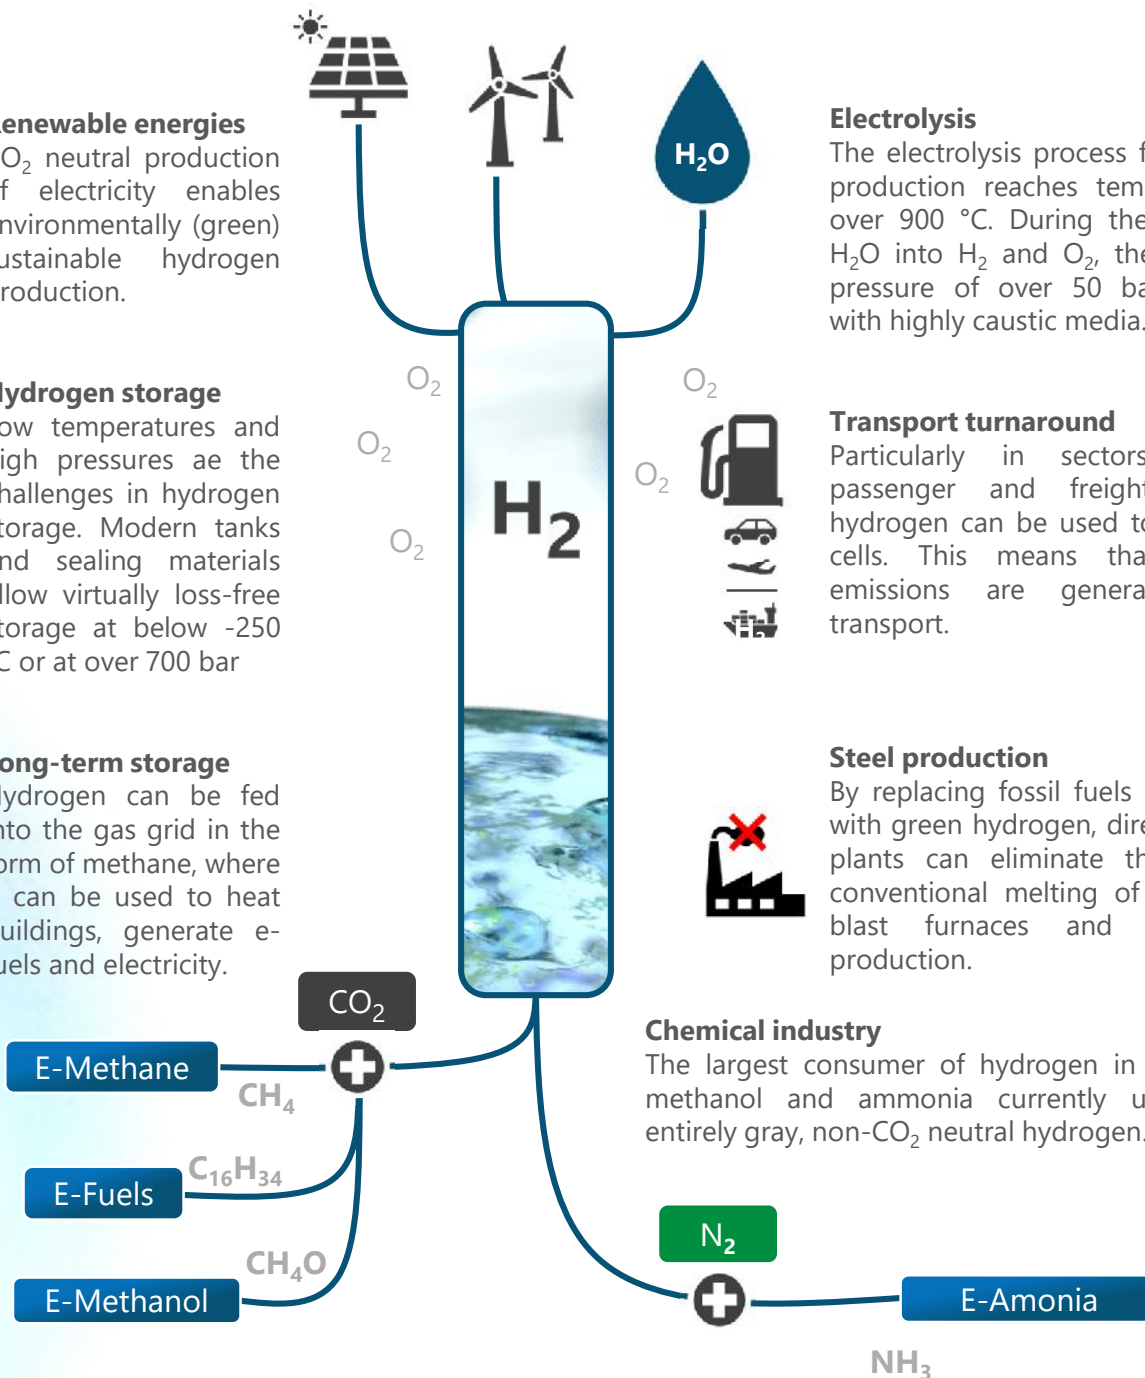 enewable energies
O₂ neutral production
f electricity enables
nvironmentally (green)
ustainable hydrogen
roduction.
H₂O
Electrolysis
The electrolysis process f
production reaches tem
over 900 °C. During the
H₂O into H₂ and O₂, the
pressure of over 50 ba
with highly caustic media.
ydrogen storage
ow temperatures and
igh pressures ae the
hallenges in hydrogen
torage. Modern tanks
nd sealing materials
llow virtually loss-free
torage at below -250
C or at over 700 bar
O₂
O₂
O₂
H₂
O₂
O₂
H₂
Transport turnaround
Particularly in sectors
passenger and freight
hydrogen can be used to
cells. This means tha
emissions are genera
transport.
ong-term storage
ydrogen can be fed
nto the gas grid in the
orm of methane, where
can be used to heat
uildings, generate e-
uels and electricity.
Steel production
By replacing fossil fuels
with green hydrogen, dire
plants can eliminate th
conventional melting of
blast furnaces and
production.
CO₂
E-Methane
CH₄
C₁₆H₃₄
E-Fuels
CH₄O
E-Methanol
Chemical industry
The largest consumer of hydrogen in
methanol and ammonia currently u
entirely gray, non-CO₂ neutral hydrogen.
N₂
E-Amonia
NH₃